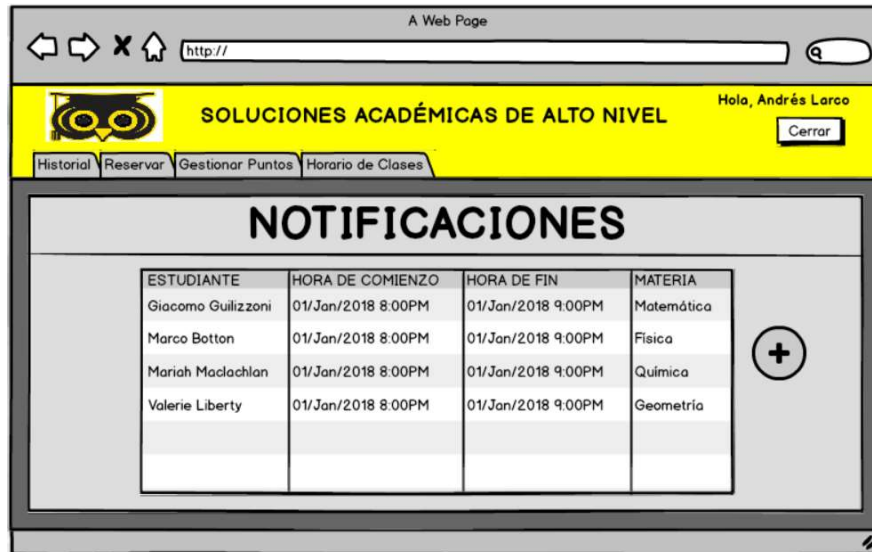 A Web Page
http://
SOLUCIONES ACADÉMICAS DE ALTO NIVEL
Hola, Andrés Larco
Cerrar
Historial Reservar Gestionar Puntos Horario de Clases
NOTIFICACIONES
ESTUDIANTE HORA DE COMIENZO HORA DE FIN MATERIA
Giacomo Guilizzoni 01/Jan/2018 8:00PM 01/Jan/2018 9:00PM Matemática
Marco Botton 01/Jan/2018 8:00PM 01/Jan/2018 9:00PM Física
Mariah Maclachlan 01/Jan/2018 8:00PM 01/Jan/2018 9:00PM Química
Valerie Liberty 01/Jan/2018 8:00PM 01/Jan/2018 9:00PM Geometría